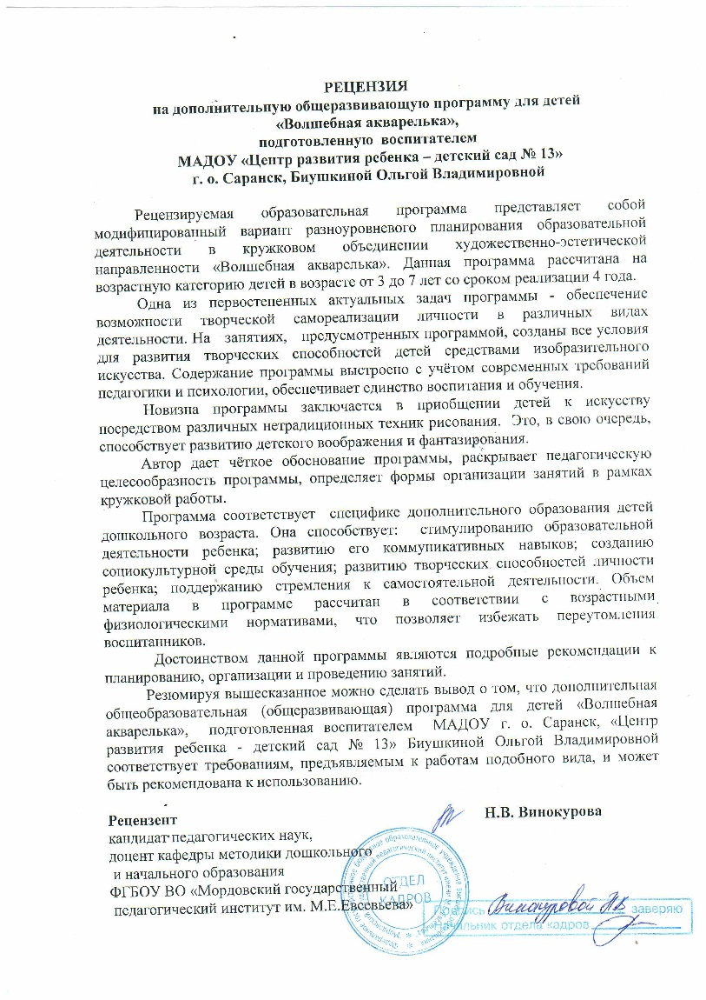 РЕЦЕНЗИЯ
на дополнительную общеразвивающую программу для детей
«Волшебная акварелька»,
подготовленную воспитателем
МАДОУ «Центр развития ребенка – детский сад № 13»
г. о. Саранск, Биушкиной Ольгой Владимировной
Рецензируемая образовательная программа представляет собой
модифицированный вариант разноуровневого планирования образовательной
деятельности в кружковом объединении художественно-эстетической
направленности «Волшебная акварелька». Данная программа рассчитана на
возрастную категорию детей в возрасте от 3 до 7 лет со сроком реализации 4 года.
Одна из первостепенных актуальных задач программы - обеспечение
возможности творческой самореализации личности в различных видах
деятельности. На занятиях, предусмотренных программой, созданы все условия
для развития творческих способностей детей средствами изобразительного
искусства. Содержание программы выстроено с учётом современных требований
педагогики и психологии, обеспечивает единство воспитания и обучения.
Новизна программы заключается в приобщении детей к искусству
посредством различных нетрадиционных техник рисования. Это, в свою очередь,
способствует развитию детского воображения и фантазирования.
Автор дает чёткое обоснование программы, раскрывает педагогическую
целесообразность программы, определяет формы организации занятий в рамках
кружковой работы.
Программа соответствует специфике дополнительного образования детей
дошкольного возраста. Она способствует: стимулированию образовательной
деятельности ребенка; развитию его коммуникативных навыков; созданию
социокультурной среды обучения; развитию творческих способностей личности
ребенка; поддержанию стремления к самостоятельной деятельности. Объем
материала в программе рассчитан в соответствии с возрастными
физиологическими нормативами, что позволяет избежать переутомления
воспитанников.
Достоинством данной программы являются подробные рекомендации к
планированию, организации и проведению занятий.
Резюмируя вышесказанное можно сделать вывод о том, что дополнительная
общеобразовательная (общеразвивающая) программа для детей «Волшебная
акварелька», подготовленная воспитателем МАДОУ г. о. Саранск, «Центр
развития ребенка - детский сад № 13» Биушкиной Ольгой Владимировной
соответствует требованиям, предъявляемым к работам подобного вида, и может
быть рекомендована к использованию.
Рецензент Н.В. Винокурова
кандидат педагогических наук,
доцент кафедры методики дошкольного
и начального образования
ФГБОУ ВО «Мордовский государственный
педагогический институт им. М.Е.Евсевьева»
ОТДЕЛ
КАДРОВ
Подпись Винокуровой Н.В. заверяю
Начальник отдела кадров